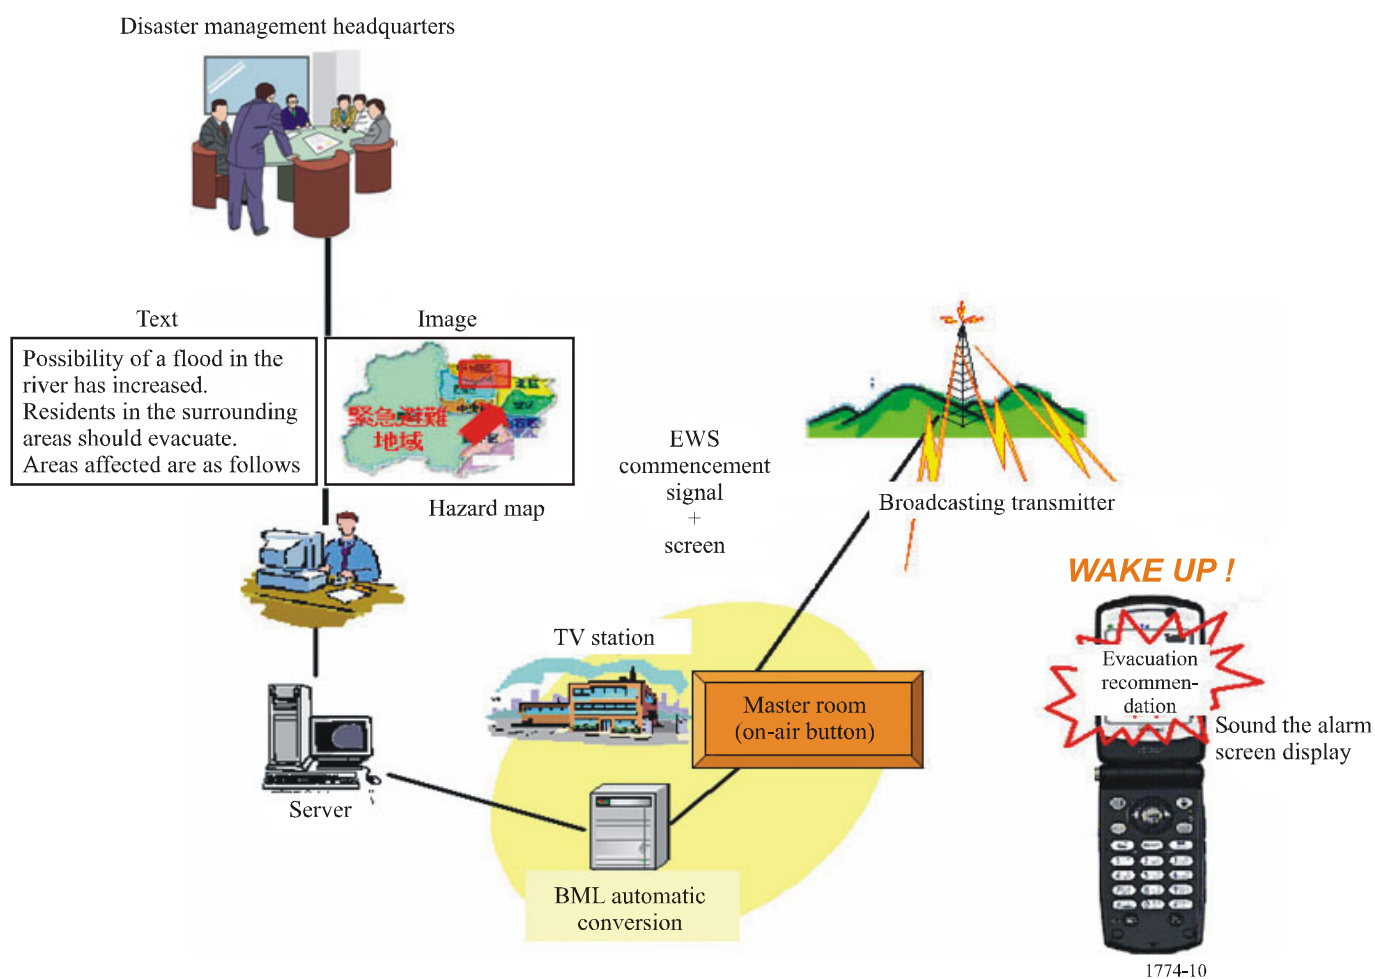 Disaster management headquarters
Text
Image
Possibility of a flood in the
river has increased.
Residents in the surrounding
areas should evacuate.
Areas affected are as follows
緊急避難
地域
Hazard map
EWS
commencement
signal
+
screen
Broadcasting transmitter
WAKE UP !
Evacuation
recommen-
dation
Sound the alarm
screen display
TV station
Master room
(on-air button)
Server
BML automatic
conversion
1774-10